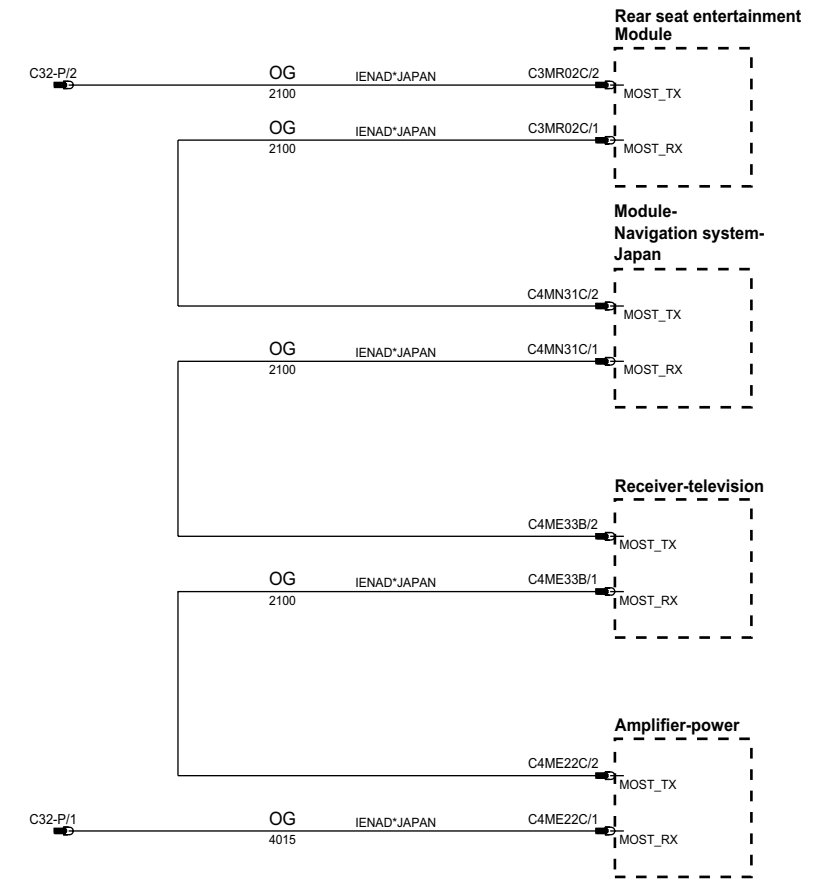 Rear seat entertainment
Module
C32-P/2
OG
IENAD*JAPAN
C3MR02C/2
2100
MOST_TX
OG
IENAD*JAPAN
C3MR02C/1
2100
MOST_RX
Module-
Navigation system-
Japan
C4MN31C/2
MOST_TX
OG
IENAD*JAPAN
C4MN31C/1
2100
MOST_RX
Receiver-television
C4ME33B/2
MOST_TX
OG
IENAD*JAPAN
C4ME33B/1
2100
MOST_RX
Amplifier-power
C4ME22C/2
MOST_TX
C32-P/1
OG
IENAD*JAPAN
C4ME22C/1
4015
MOST_RX